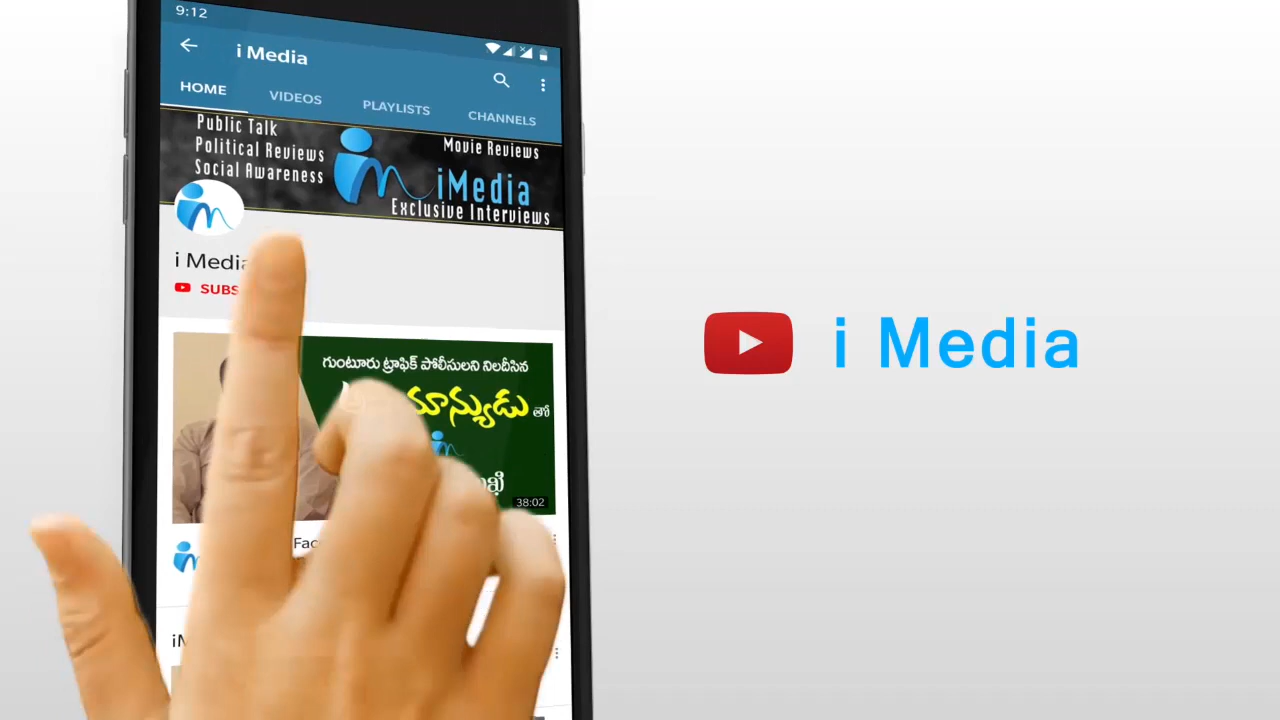 9:12
i Media
HOME VIDEOS PLAYLISTS CHANNELS
Public Talk
Political Reviews
Social Awareness
Movie Reviews
iMedia
Exclusive Interviews
i Media
SUBS
గుంటూరు ట్రాఫిక్ పోలీసులని నిలదీసిన
తో
38:02
i Media